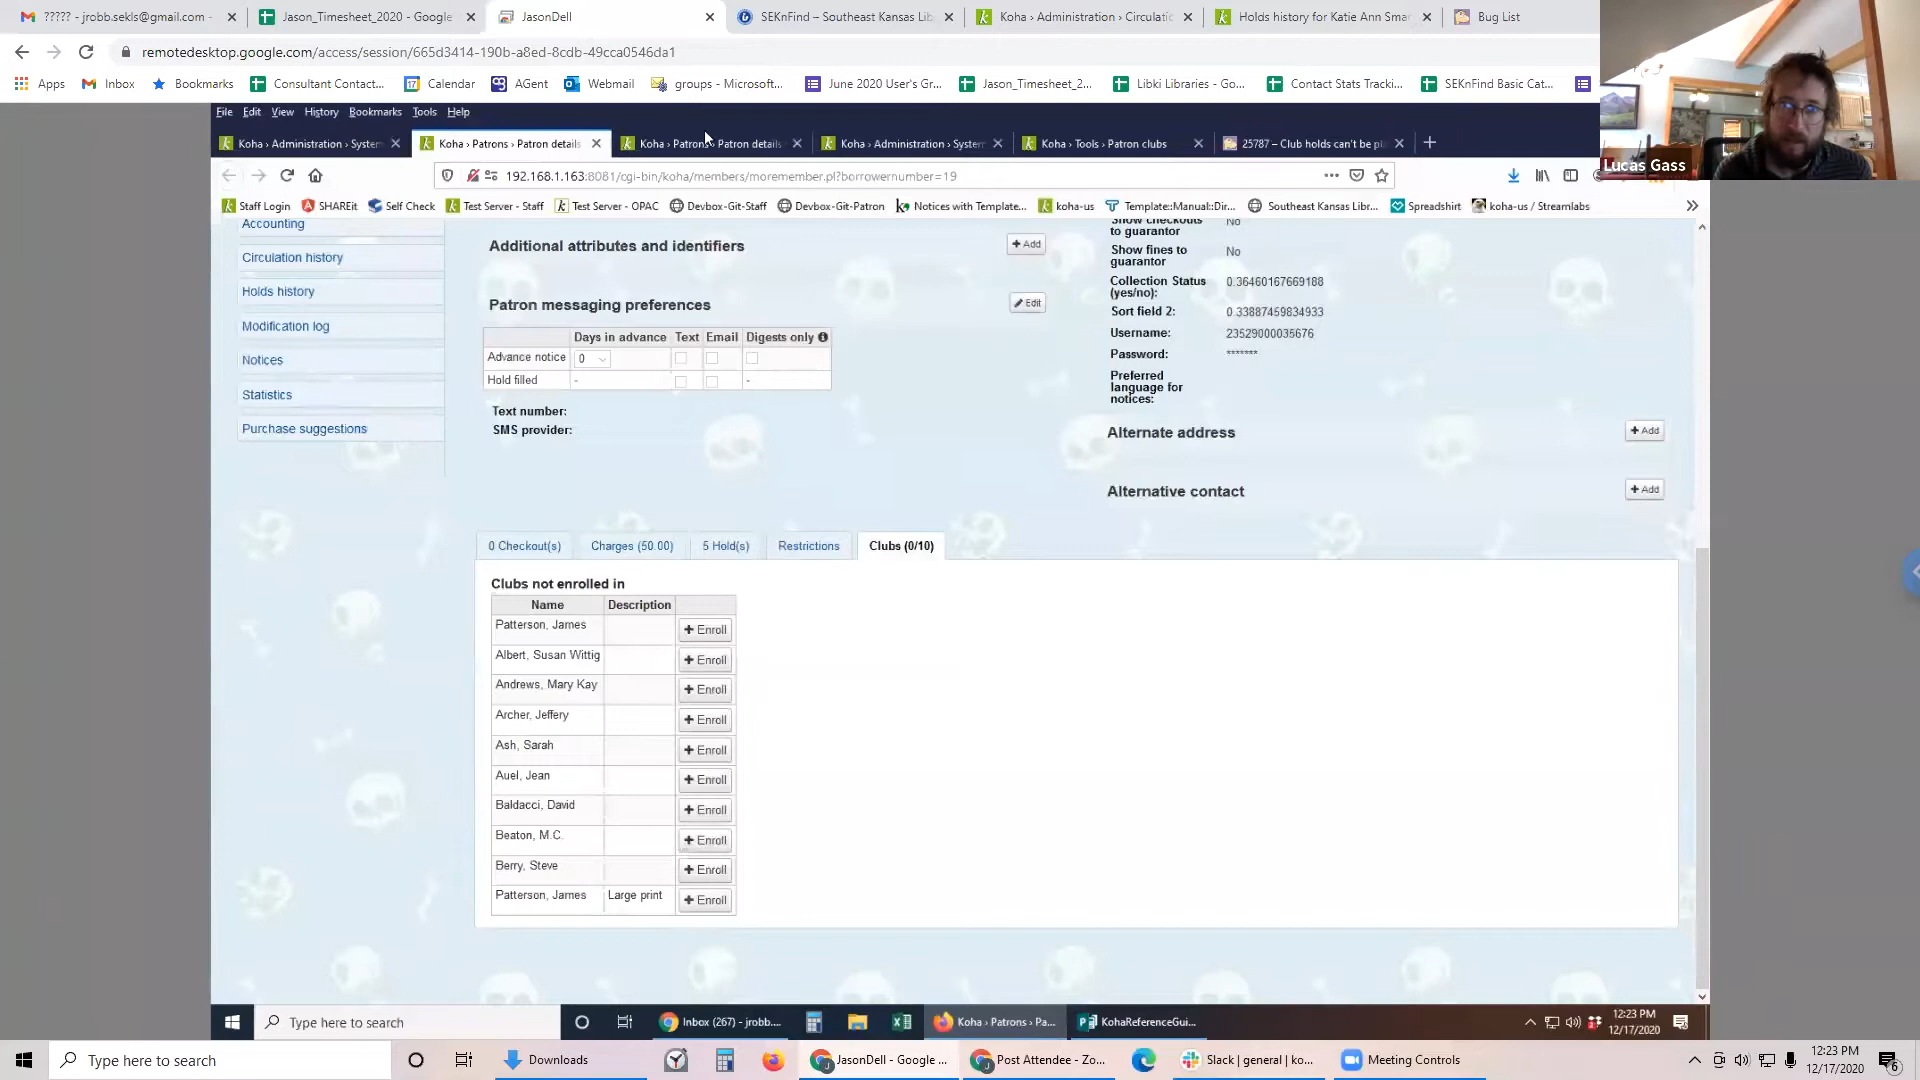 ????? - jrobb.sekls@gmail.com -
Jason_Timesheet_2020 - Google
JasonDell
SEKnFind – Southeast Kansas Lib
Koha › Administration › Circulatio
Holds history for Katie Ann Smar
Bug List
remotedesktop.google.com/access/session/665d3414-190b-a8ed-8cdb-49cca0546da1
Apps
Inbox
Bookmarks
Consultant Contact...
Calendar
AGent
Webmail
groups - Microsoft...
June 2020 User's Gr...
Jason_Timesheet_2...
Libki Libraries - Go...
Contact Stats Tracki...
SEKnFind Basic Cat...
Lucas Gass
File Edit View History Bookmarks Tools Help
Koha › Administration › System
Koha › Patrons › Patron details
Koha › Patrons › Patron details
Koha › Administration › System
Koha › Tools › Patron clubs
25787 – Club holds can't be pl
192.168.1.163:8081/cgi-bin/koha/members/moremember.pl?borrowernumber=19
Staff Login
SHAREit
Self Check
Test Server - Staff
Test Server - OPAC
Devbox-Git-Staff
Devbox-Git-Patron
Notices with Template...
koha-us
Template::Manual::Dir...
Southeast Kansas Libr...
Spreadshirt
koha-us / Streamlabs
Accounting
Circulation history
Holds history
Modification log
Notices
Statistics
Purchase suggestions
Additional attributes and identifiers
Add
Patron messaging preferences
Edit
Days in advance Text Email Digests only
Advance notice 0
Hold filled - -
Text number:
SMS provider:
Show checkouts to guarantor No
Show fines to guarantor No
Collection Status (yes/no): 0.36460167669188
Sort field 2: 0.33887459834933
Username: 23529000035676
Password: *******
Preferred language for notices:
Alternate address
Add
Alternative contact
Add
0 Checkout(s)
Charges (50.00)
5 Hold(s)
Restrictions
Clubs (0/10)
Clubs not enrolled in
Name Description
Patterson, James Enroll
Albert, Susan Wittig Enroll
Andrews, Mary Kay Enroll
Archer, Jeffery Enroll
Ash, Sarah Enroll
Auel, Jean Enroll
Baldacci, David Enroll
Beaton, M.C. Enroll
Berry, Steve Enroll
Patterson, James Large print Enroll
Type here to search
Inbox (267) - jrobb....
Koha › Patrons › Pa...
KohaReferenceGui...
12:23 PM
12/17/2020
Type here to search
Downloads
JasonDell - Google ...
Post Attendee - Zo...
Slack | general | ko...
Meeting Controls
12:23 PM
12/17/2020
6